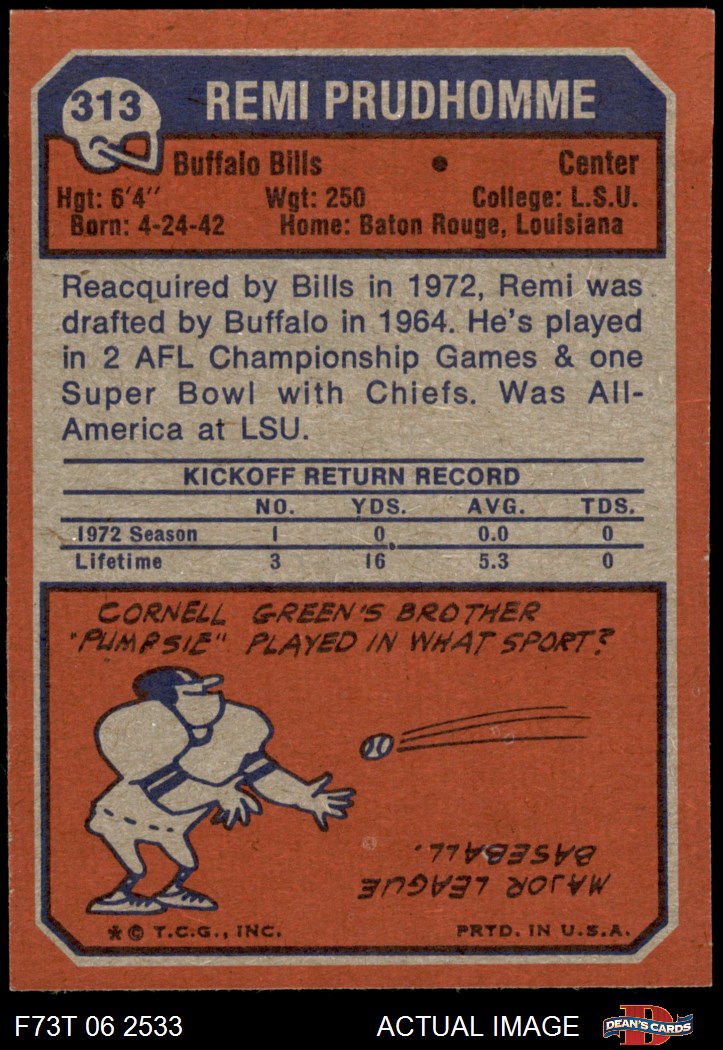 313
REMI PRUDHOMME
Buffalo Bills • Center
Hgt: 6'4" Wgt: 250 College: L.S.U.
Born: 4-24-42 Home: Baton Rouge, Louisiana
Reacquired by Bills in 1972, Remi was
drafted by Buffalo in 1964. He's played
in 2 AFL Championship Games & one
Super Bowl with Chiefs. Was All-
America at LSU.
KICKOFF RETURN RECORD
NO. YDS. AVG. TDS.
1972 Season 1 0 0.0 0
Lifetime 3 16 5.3 0
CORNELL GREEN'S BROTHER
"PUMPSIE" PLAYED IN WHAT SPORT?
MAJOR LEAGUE
BASEBALL.
* © T.C.G., INC. PRTD. IN U.S.A.
F73T 06 2533 ACTUAL IMAGE
D
DEAN'S CARDS